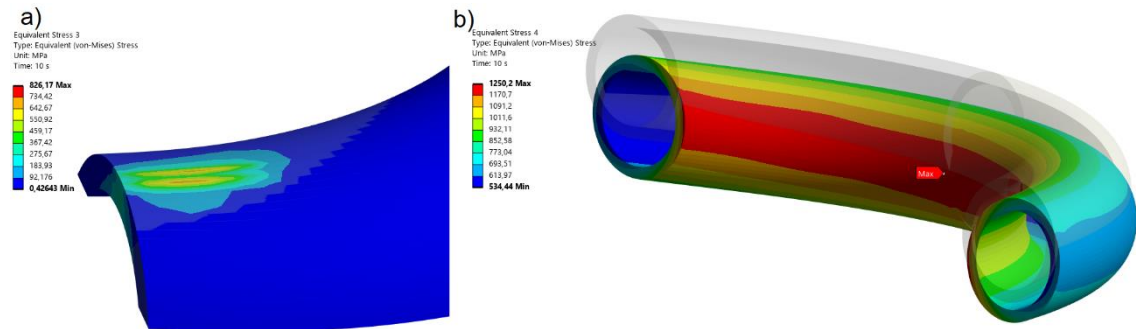 a)
Equivalent Stress 3
Type: Equivalent (von-Mises) Stress
Unit: MPa
Time: 10 s
826,17 Max
734,42
642,67
550,92
459,17
367,42
275,67
183,93
92,176
0,42643 Min
b)
Equivalent Stress 4
Type: Equivalent (von-Mises) Stress
Unit: MPa
Time: 10 s
1250,2 Max
1170,7
1091,2
1011,6
932,11
852,58
773,04
693,51
613,97
534,44 Min
Max